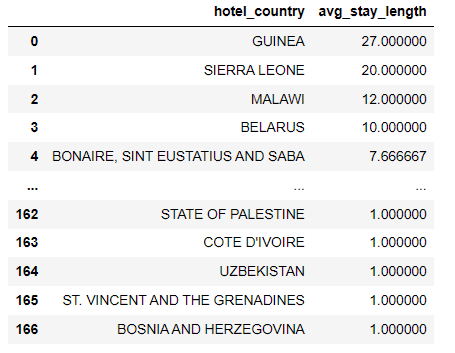 hotel_country avg_stay_length
0 GUINEA 27.000000
1 SIERRA LEONE 20.000000
2 MALAWI 12.000000
3 BELARUS 10.000000
4 BONAIRE, SINT EUSTATIUS AND SABA 7.666667
... ... ...
162 STATE OF PALESTINE 1.000000
163 COTE D'IVOIRE 1.000000
164 UZBEKISTAN 1.000000
165 ST. VINCENT AND THE GRENADINES 1.000000
166 BOSNIA AND HERZEGOVINA 1.000000